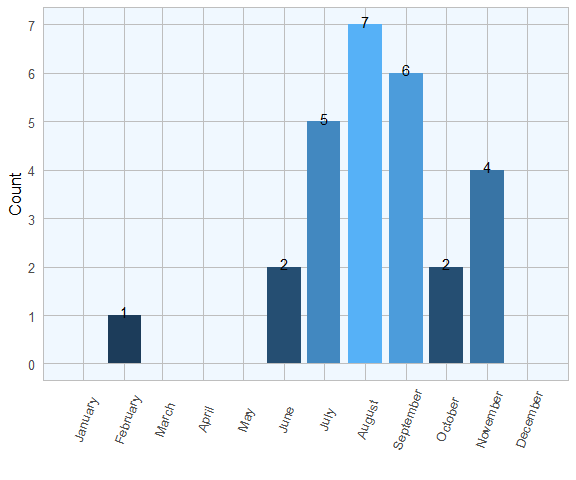 Count
7
6
5
4
3
2
1
0
1
2
5
7
6
2
4
January
February
March
April
May
June
July
August
September
October
November
December